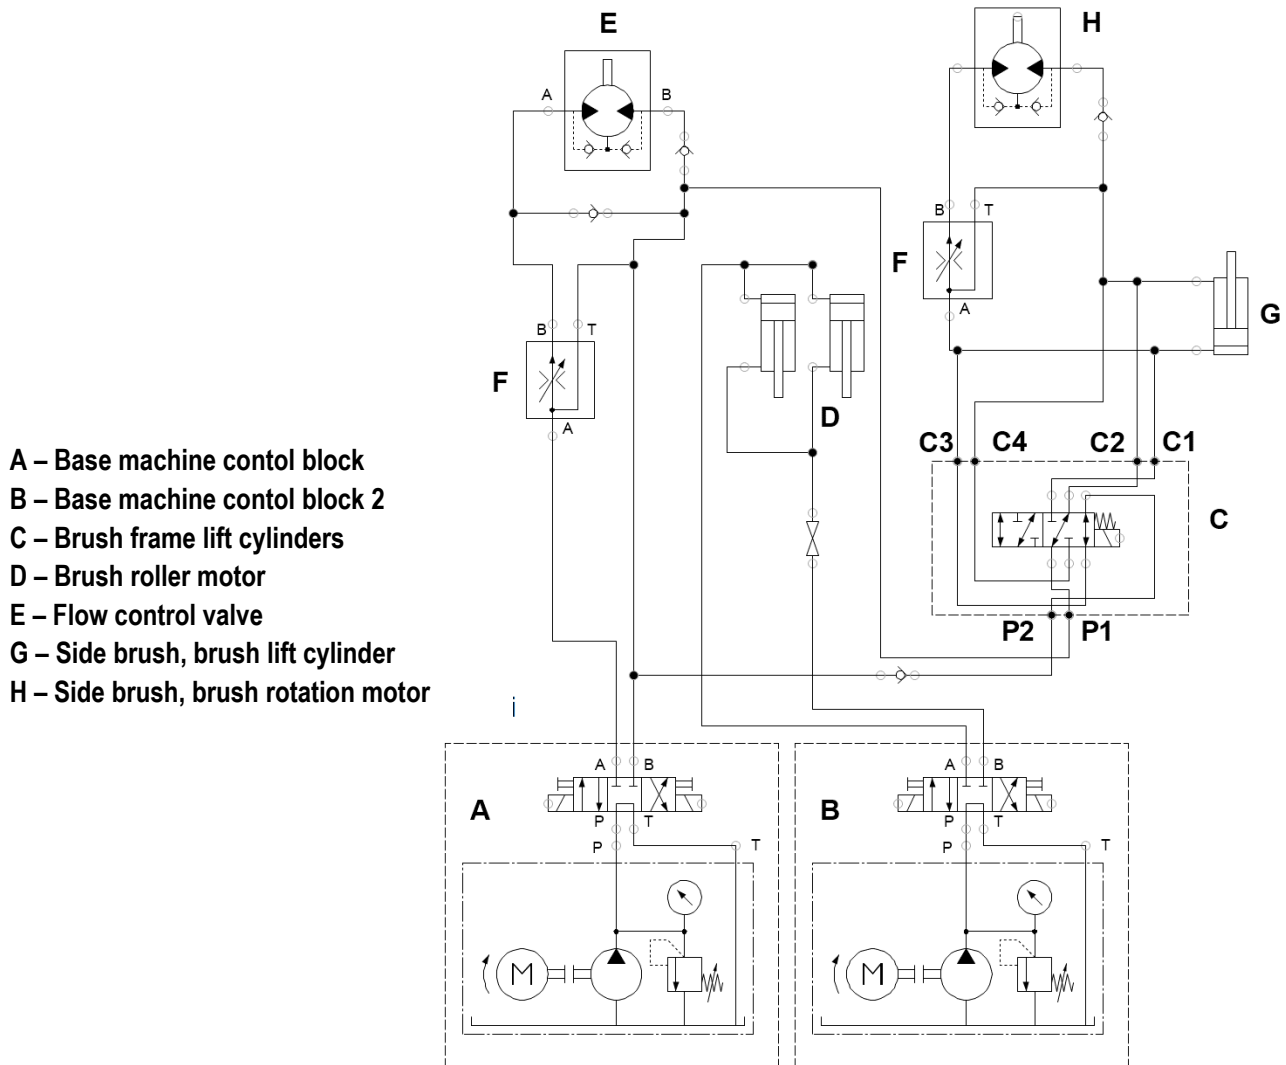 E
H
A
B
B
T
F
A
G
B
T
F
A
D
C3
C4
C2
C1
C
P2
P1
A – Base machine contol block
B – Base machine contol block 2
C – Brush frame lift cylinders
D – Brush roller motor
E – Flow control valve
G – Side brush, brush lift cylinder
H – Side brush, brush rotation motor
i
A
B
A
B
A
B
P
T
P
T
P
T
P
T
M
M